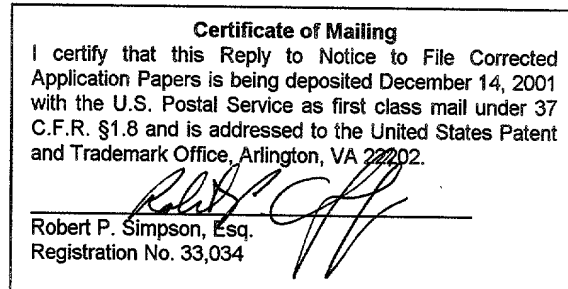 Certificate of Mailing
I certify that this Reply to Notice to File Corrected
Application Papers is being deposited December 14, 2001
with the U.S. Postal Service as first class mail under 37
C.F.R. §1.8 and is addressed to the United States Patent
and Trademark Office, Arlington, VA 22202.
Robert P. Simpson, Esq.
Registration No. 33,034